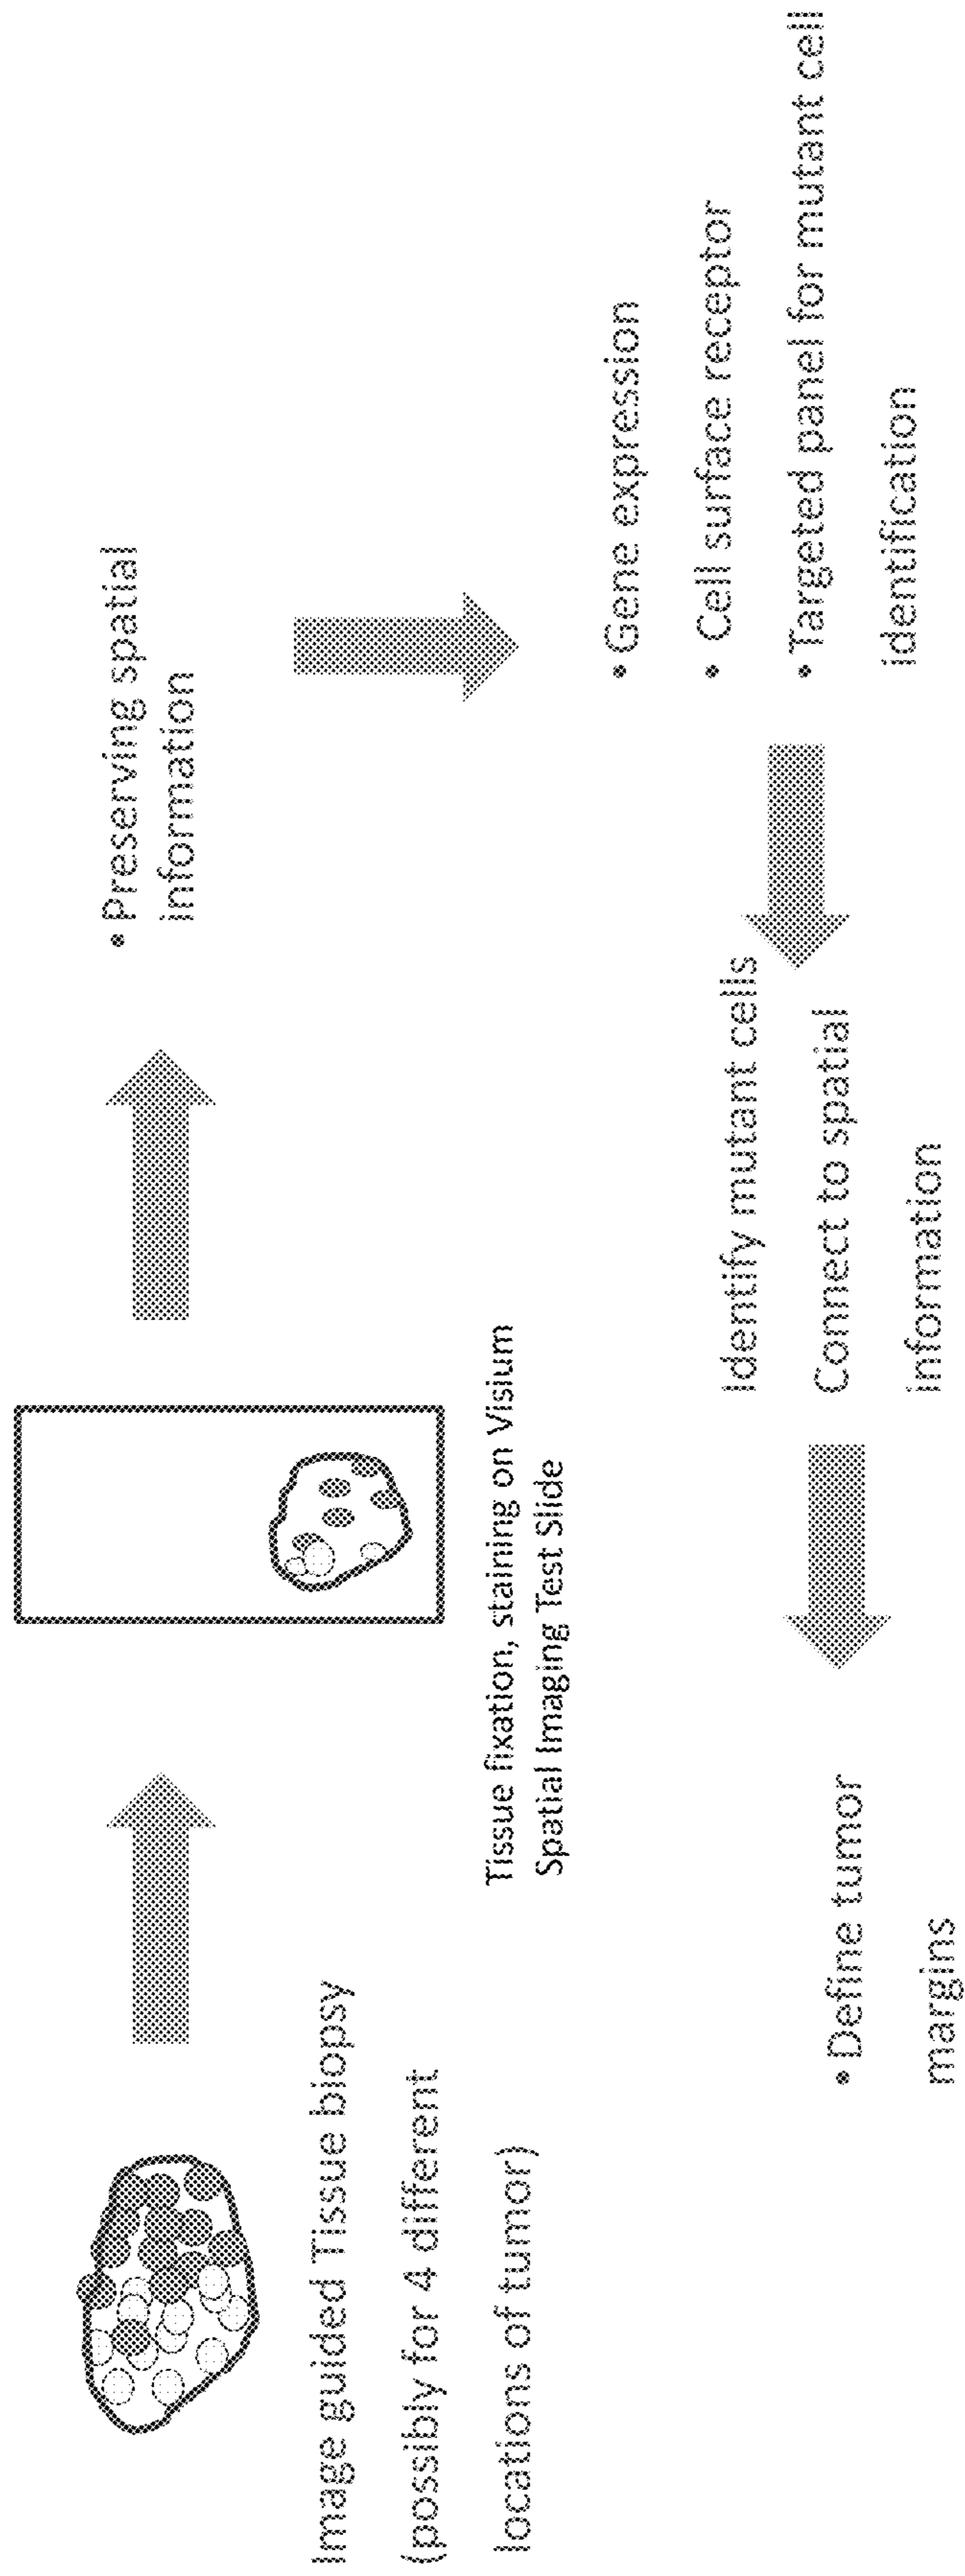 Image guided Tissue biopsy
(possibly for 4 different
locations of tumor)
Tissue fixation, staining on Visium
Spatial Imaging Test Slide
• Preserving spatial
information
• Gene expression
• Cell surface receptor
• Targeted panel for mutant cell
identification
Identify mutant cells
Connect to spatial
information
• Define tumor
margins